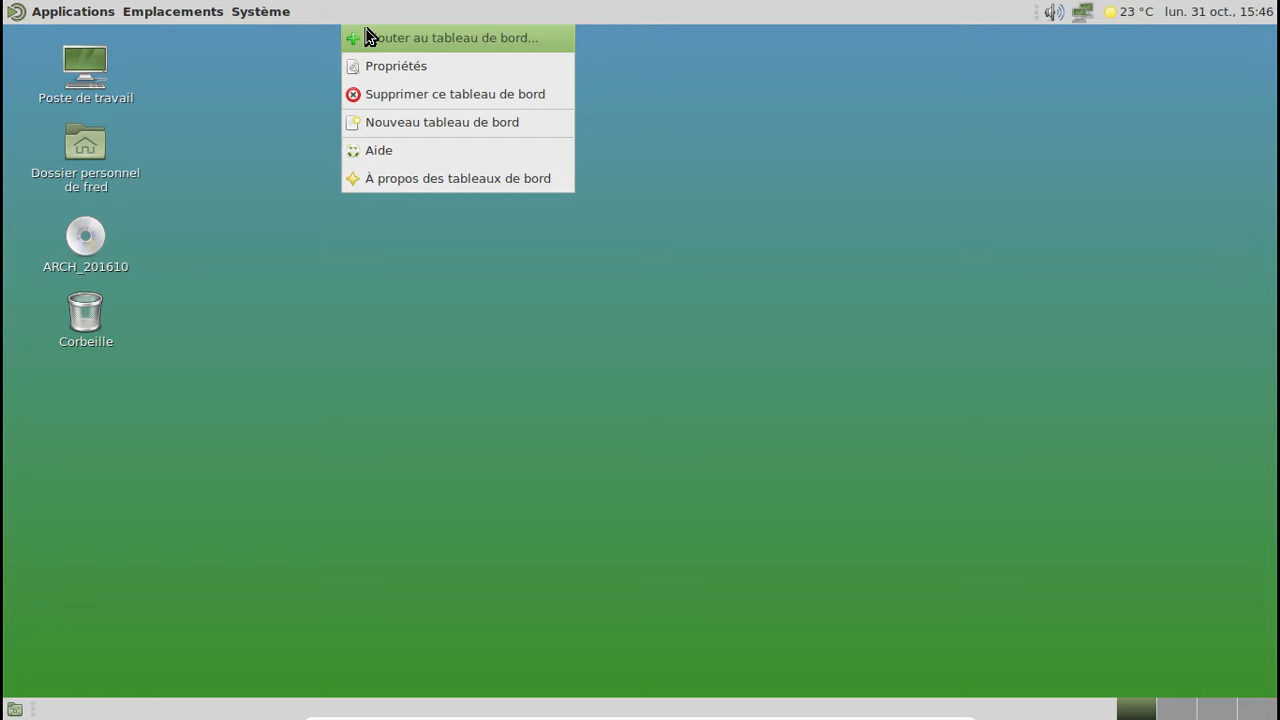 Applications Emplacements Système
23 °C lun. 31 oct., 15:46
outer au tableau de bord...
Propriétés
Supprimer ce tableau de bord
Nouveau tableau de bord
Aide
À propos des tableaux de bord
Poste de travail
Dossier personnel
de fred
ARCH_201610
Corbeille